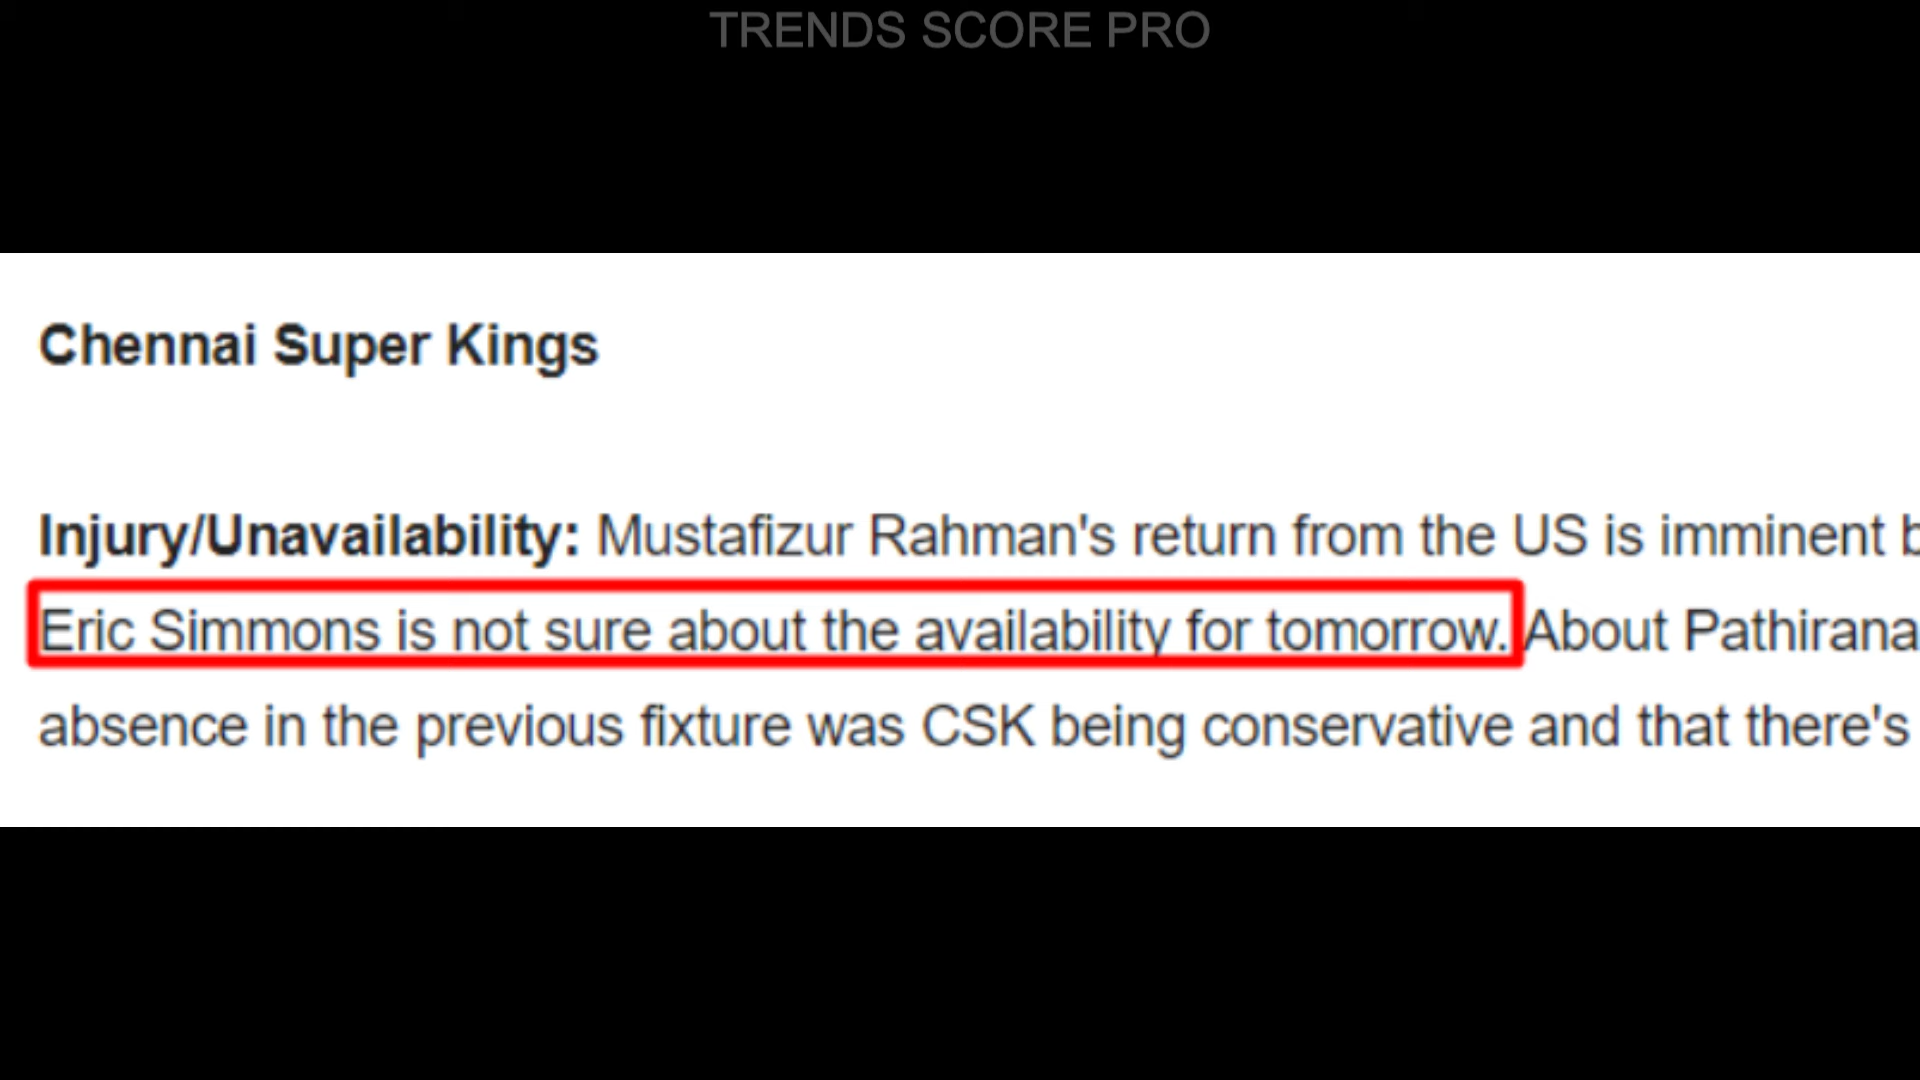 TRENDS SCORE PRO
Chennai Super Kings
Injury/Unavailability: Mustafizur Rahman's return from the US is imminent
Eric Simmons is not sure about the availability for tomorrow. About Pathirana
absence in the previous fixture was CSK being conservative and that there's